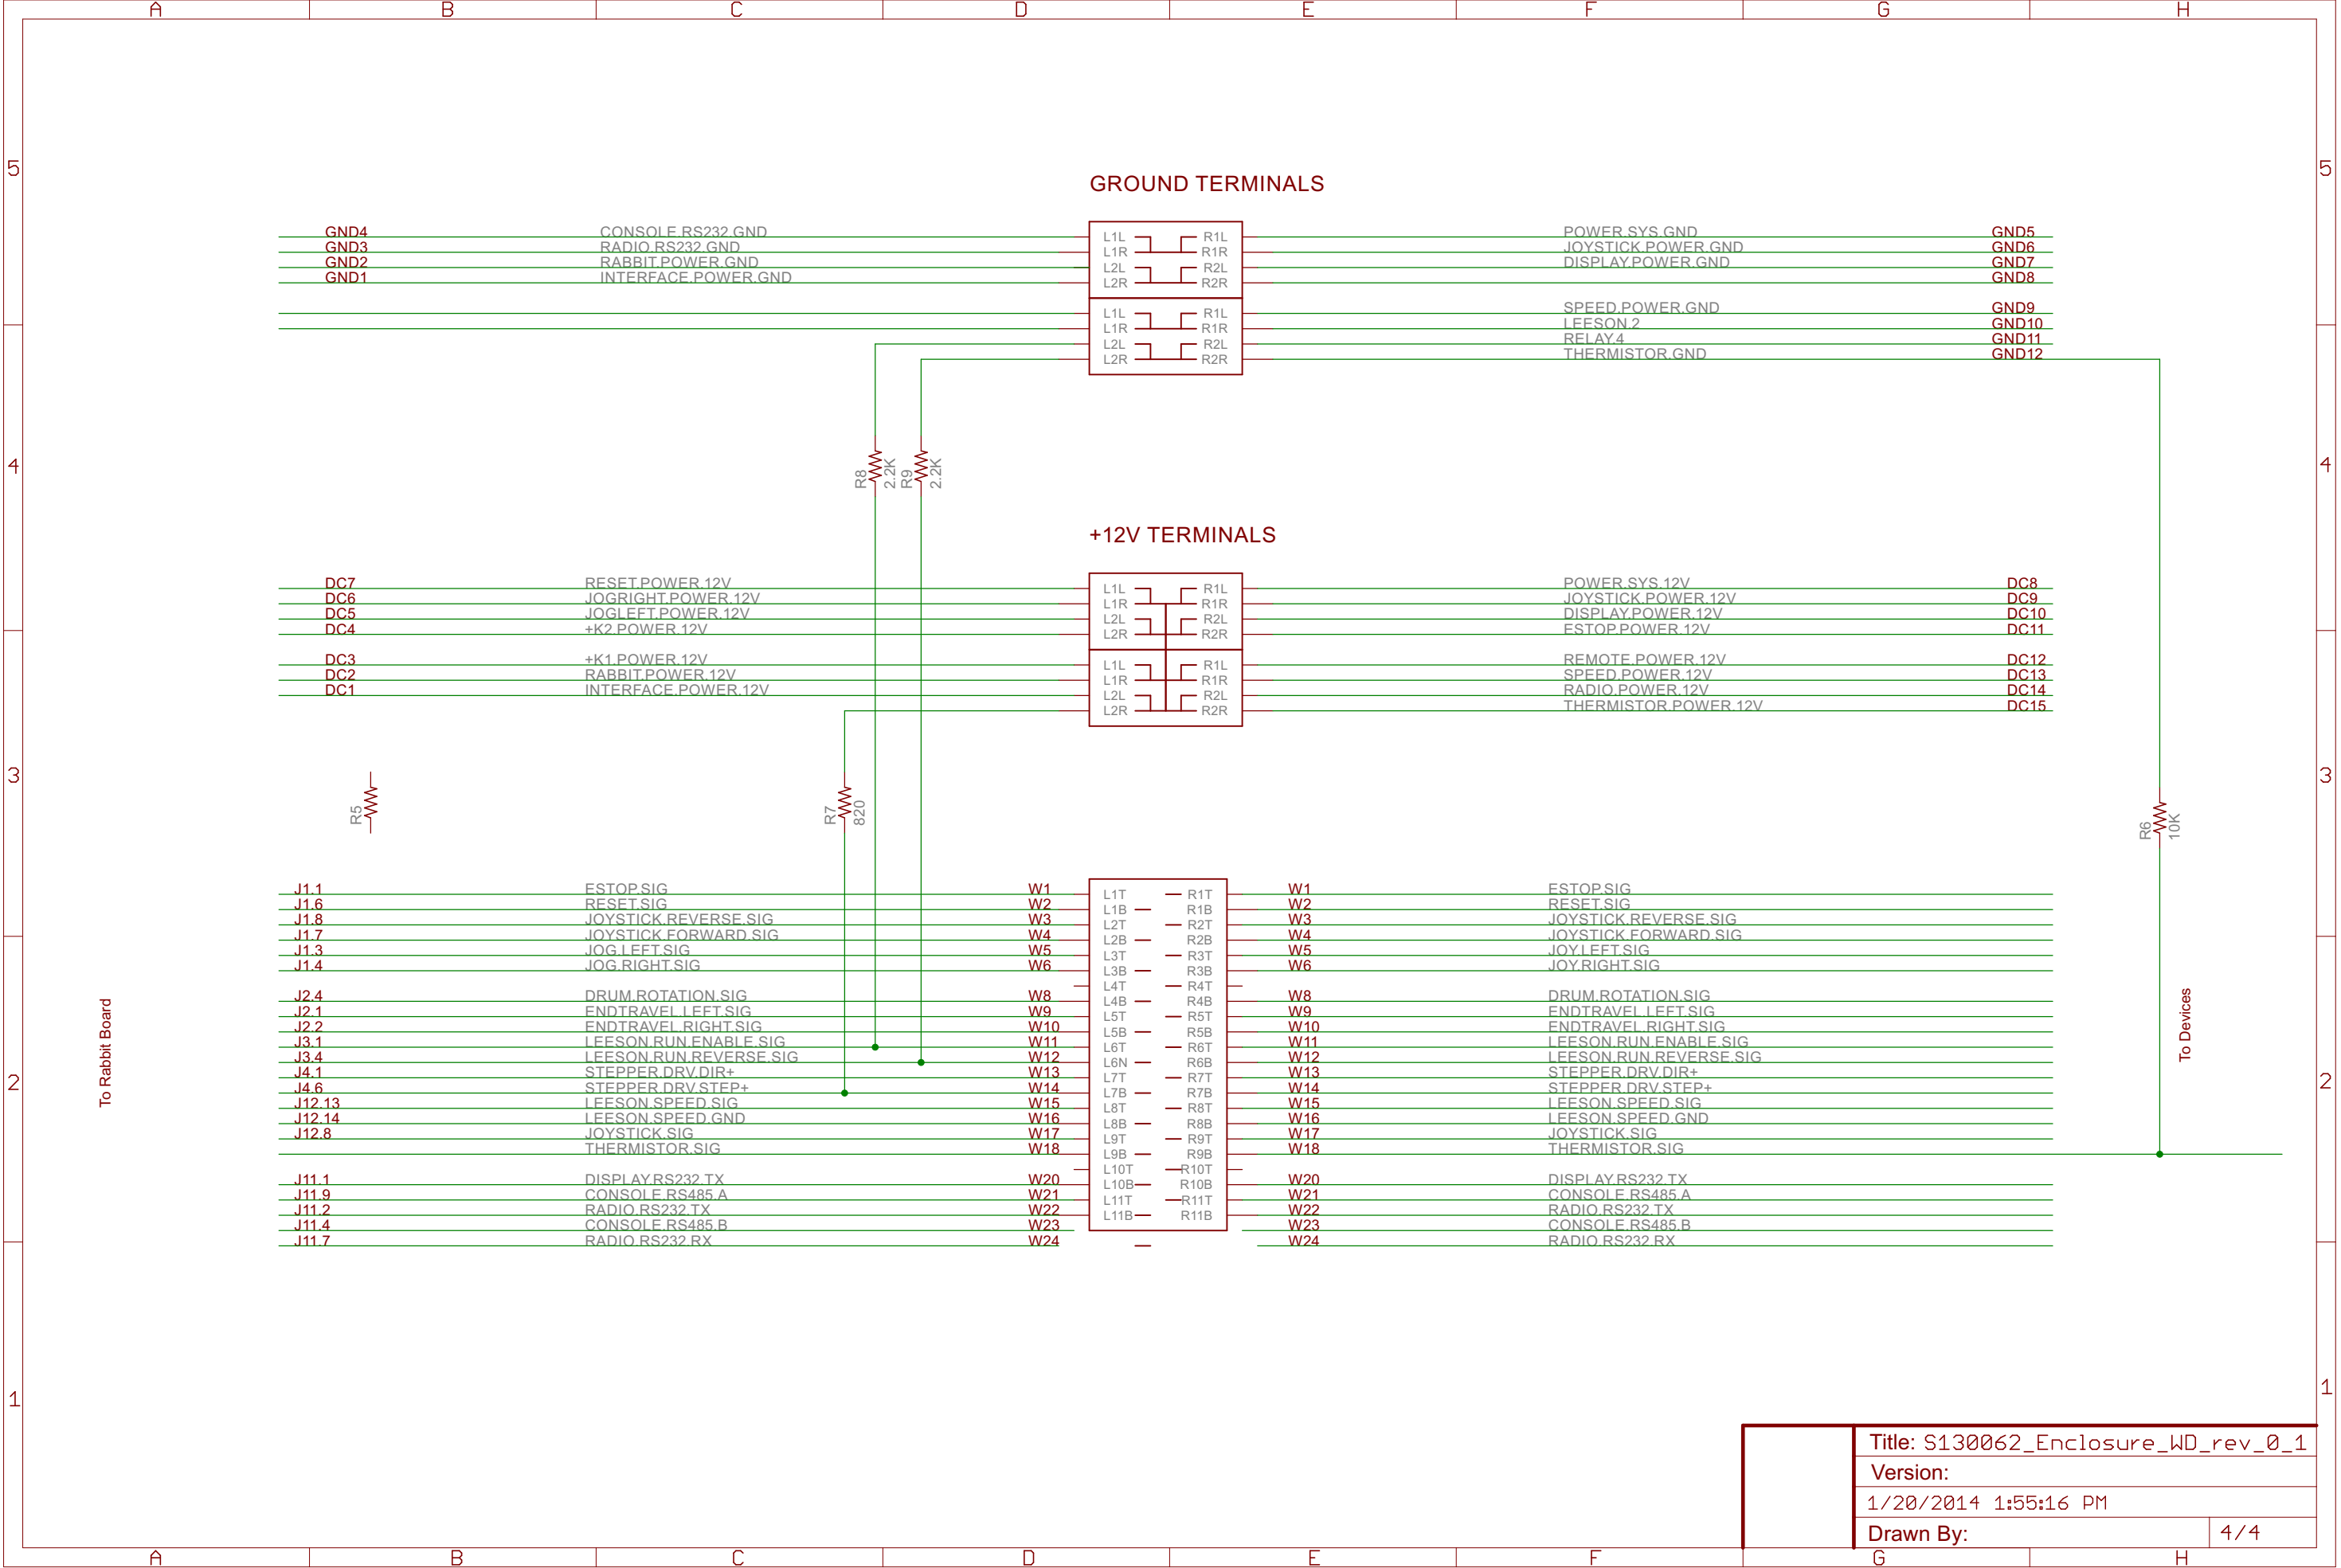 A B C D E F G H
5 5
GROUND TERMINALS
GND4 CONSOLE.RS232.GND L1L R1L POWER.SYS.GND GND5
GND3 RADIO.RS232.GND L1R R1R JOYSTICK.POWER.GND GND6
GND2 RABBIT.POWER.GND L2L R2L DISPLAY.POWER.GND GND7
GND1 INTERFACE.POWER.GND L2R R2R GND8
L1L R1L SPEED.POWER.GND GND9
L1R R1R LEESON.2 GND10
L2L R2L RELAY.4 GND11
L2R R2R THERMISTOR.GND GND12
4 4
R8 2.2K R9 2.2K
+12V TERMINALS
DC7 RESET.POWER.12V L1L R1L POWER.SYS.12V DC8
DC6 JOGRIGHT.POWER.12V L1R R1R JOYSTICK.POWER.12V DC9
DC5 JOGLEFT.POWER.12V L2L R2L DISPLAY.POWER.12V DC10
DC4 +K2.POWER.12V L2R R2R ESTOP.POWER.12V DC11
DC3 +K1.POWER.12V L1L R1L REMOTE.POWER.12V DC12
DC2 RABBIT.POWER.12V L1R R1R SPEED.POWER.12V DC13
DC1 INTERFACE.POWER.12V L2L R2L RADIO.POWER.12V DC14
L2R R2R THERMISTOR.POWER.12V DC15
3 3
R5 R7 820 R6 10K
J1.1 ESTOP.SIG W1 L1T R1T W1 ESTOP.SIG
J1.6 RESET.SIG W2 L1B R1B W2 RESET.SIG
J1.8 JOYSTICK.REVERSE.SIG W3 L2T R2T W3 JOYSTICK.REVERSE.SIG
J1.7 JOYSTICK.FORWARD.SIG W4 L2B R2B W4 JOYSTICK.FORWARD.SIG
J1.3 JOG.LEFT.SIG W5 L3T R3T W5 JOY.LEFT.SIG
J1.4 JOG.RIGHT.SIG W6 L3B R3B W6 JOY.RIGHT.SIG
L4T R4T
J2.4 DRUM.ROTATION.SIG W8 L4B R4B W8 DRUM.ROTATION.SIG
J2.1 ENDTRAVEL.LEFT.SIG W9 L5T R5T W9 ENDTRAVEL.LEFT.SIG
J2.2 ENDTRAVEL.RIGHT.SIG W10 L5B R5B W10 ENDTRAVEL.RIGHT.SIG
J3.1 LEESON.RUN.ENABLE.SIG W11 L6T R6T W11 LEESON.RUN.ENABLE.SIG
J3.4 LEESON.RUN.REVERSE.SIG W12 L6N R6B W12 LEESON.RUN.REVERSE.SIG
J4.1 STEPPER.DRV.DIR+ W13 L7T R7T W13 STEPPER.DRV.DIR+
J4.6 STEPPER.DRV.STEP+ W14 L7B R7B W14 STEPPER.DRV.STEP+
J12.13 LEESON.SPEED.SIG W15 L8T R8T W15 LEESON.SPEED.SIG
J12.14 LEESON.SPEED.GND W16 L8B R8B W16 LEESON.SPEED.GND
J12.8 JOYSTICK.SIG W17 L9T R9T W17 JOYSTICK.SIG
THERMISTOR.SIG W18 L9B R9B W18 THERMISTOR.SIG
L10T R10T
J11.1 DISPLAY.RS232.TX W20 L10B R10B W20 DISPLAY.RS232.TX
J11.9 CONSOLE.RS485.A W21 L11T R11T W21 CONSOLE.RS485.A
J11.2 RADIO.RS232.TX W22 L11B R11B W22 RADIO.RS232.TX
J11.4 CONSOLE.RS485.B W23 W23 CONSOLE.RS485.B
J11.7 RADIO.RS232.RX W24 W24 RADIO.RS232.RX
To Rabbit Board
To Devices
2 2
1 1
Title: S130062_Enclosure_WD_rev_0_1
Version:
1/20/2014 1:55:16 PM
Drawn By: 4/4
A B C D E F G H